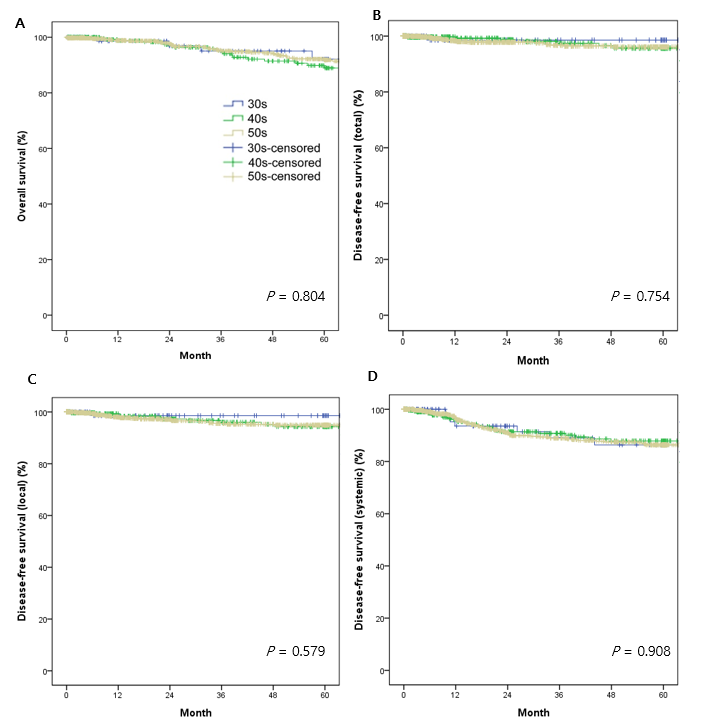 A
Overall survival (%)
100
80
60
40
20
0
30s
40s
50s
30s-censored
40s-censored
50s-censored
P = 0.804
0 12 24 36 48 60
Month
B
Disease-free survival (total) (%)
100
80
60
40
20
0
P = 0.754
0 12 24 36 48 60
Month
C
Disease-free survival (local) (%)
100
80
60
40
20
0
P = 0.579
0 12 24 36 48 60
Month
D
Disease-free survival (systemic) (%)
100
80
60
40
20
0
P = 0.908
0 12 24 36 48 60
Month